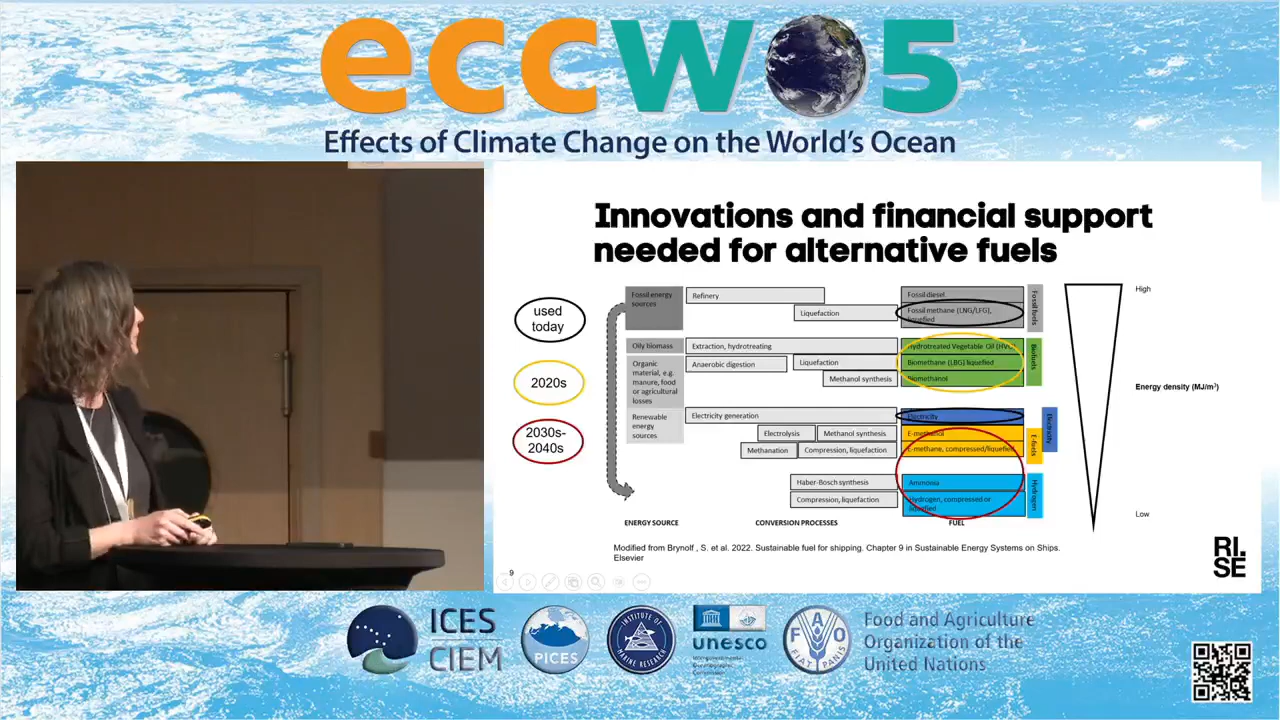 eccwo5
Effects of Climate Change on the World's Ocean
Innovations and financial support
needed for alternative fuels
used
today
2020s
2030s-
2040s
Fossil energy
sources
Refinery
Liquefaction
Fossil diesel
Fossil methane (LNG/LFG),
liquefied
Fossil fuels
Oily biomass
Extraction, hydrotreating
Hydrotreated Vegetable Oil (HVO)
Organic
material, e.g.
manure, food
or agricultural
losses
Anaerobic digestion
Liquefaction
Biomethane (LBG) liquefied
Methanol synthesis
Biomethanol
Biofuels
Renewable
energy
sources
Electricity generation
Electricity
Electricity
Electrolysis
Methanol synthesis
E-methanol
Methanation
Compression, liquefaction
E-methane, compressed/liquefied
E-fuels
Haber-Bosch synthesis
Ammonia
Compression, liquefaction
Hydrogen, compressed or
liquefied
Hydrogen
ENERGY SOURCE
CONVERSION PROCESSES
FUEL
High
Energy density (MJ/m³)
Low
Modified from Brynolf , S. et al. 2022. Sustainable fuel for shipping. Chapter 9 in Sustainable Energy Systems on Ships.
Elsevier
9
RI.
SE
ICES
CIEM
PICES
INSTITUTE OF
MARINE RESEARCH
unesco
Intergovernmental
Oceanographic
Commission
FAO
FIAT PANIS
Food and Agriculture
Organization of the
United Nations